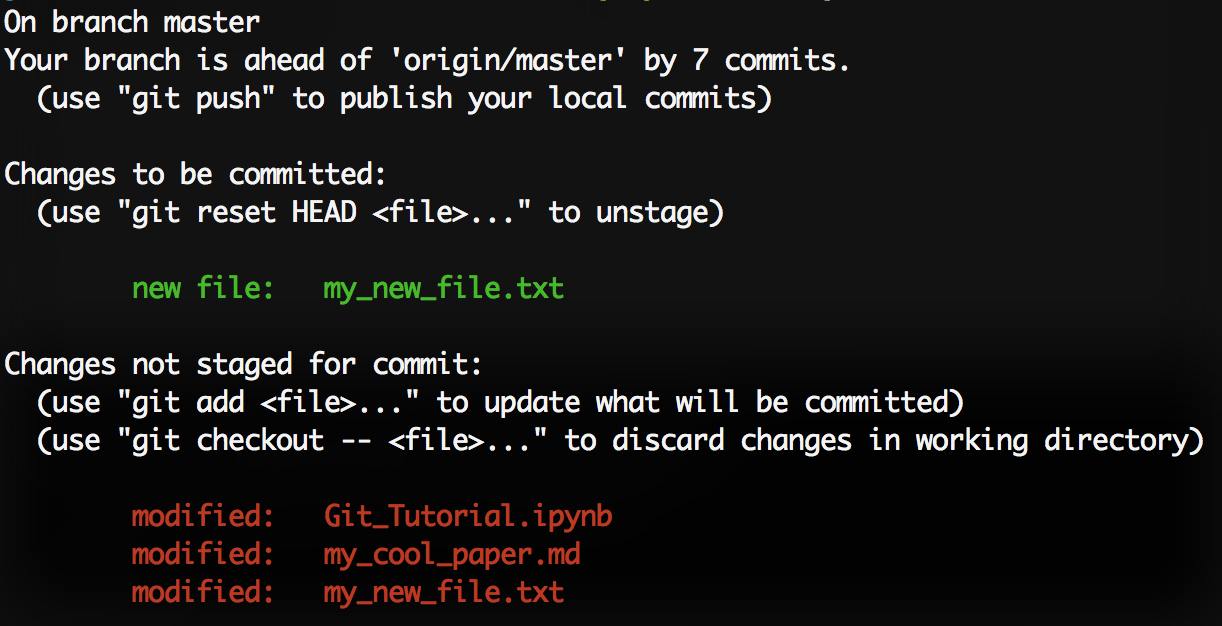 On branch master
Your branch is ahead of 'origin/master' by 7 commits.
  (use "git push" to publish your local commits)

Changes to be committed:
  (use "git reset HEAD <file>..." to unstage)

        new file:   my_new_file.txt

Changes not staged for commit:
  (use "git add <file>..." to update what will be committed)
  (use "git checkout -- <file>..." to discard changes in working directory)

        modified:   Git_Tutorial.ipynb
        modified:   my_cool_paper.md
        modified:   my_new_file.txt